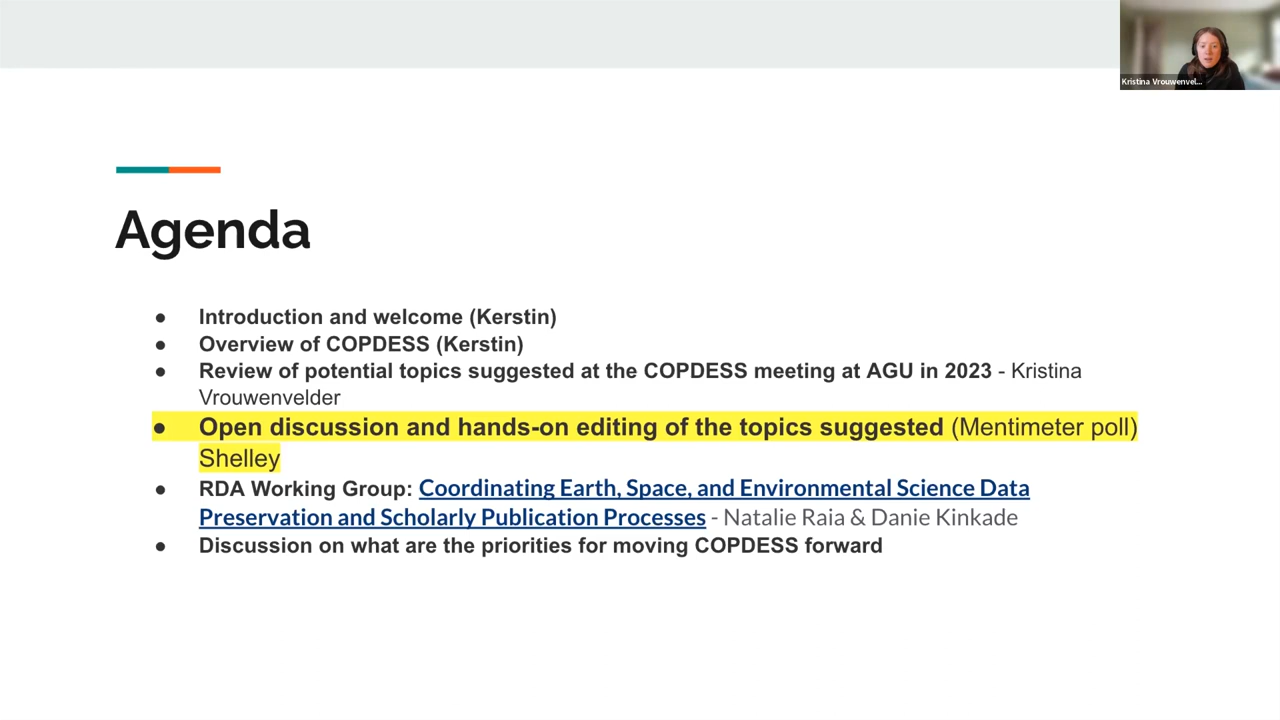 Kristina Vrouwenvel...
Agenda
● Introduction and welcome (Kerstin)
● Overview of COPDESS (Kerstin)
● Review of potential topics suggested at the COPDESS meeting at AGU in 2023 - Kristina
Vrouwenvelder
● Open discussion and hands-on editing of the topics suggested (Mentimeter poll)
Shelley
● RDA Working Group: Coordinating Earth, Space, and Environmental Science Data
Preservation and Scholarly Publication Processes - Natalie Raia & Danie Kinkade
● Discussion on what are the priorities for moving COPDESS forward